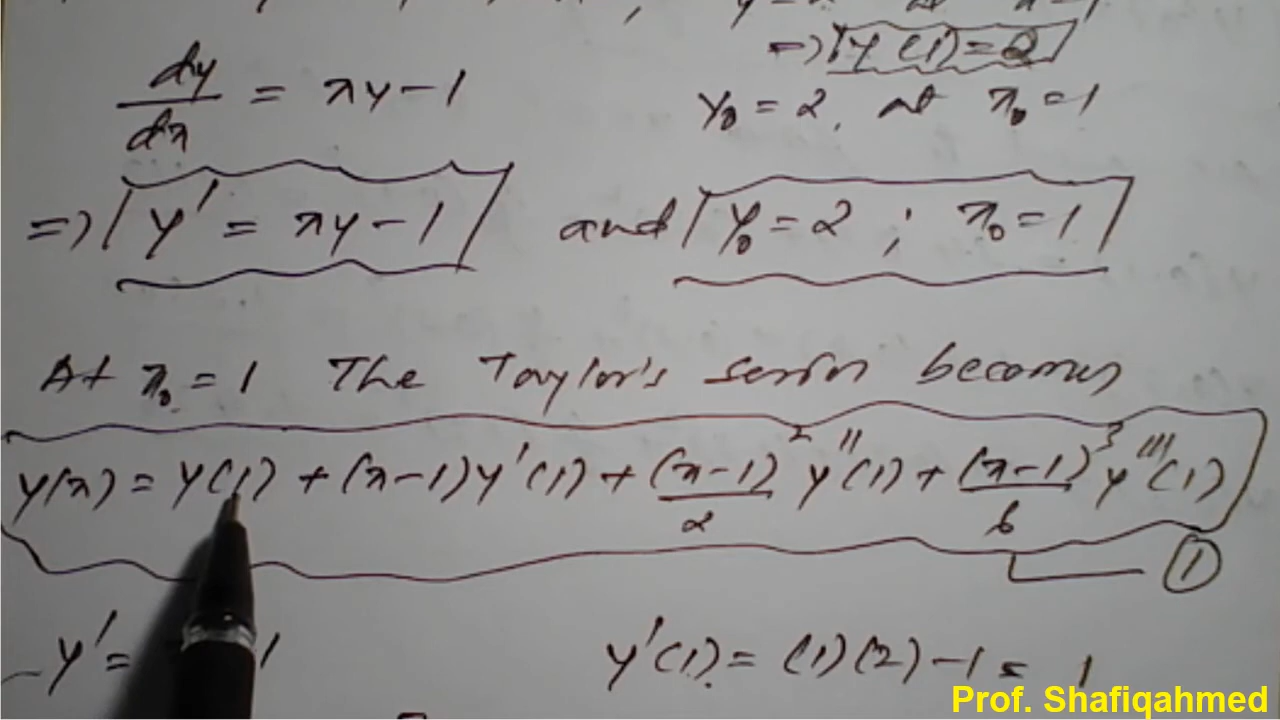 => y(1) = 2
dy/dx = xy - 1
y₀ = 2, at x₀ = 1
=> y' = xy - 1 and y₀ = 2 ; x₀ = 1
At x₀ = 1 The Taylor's series becomes
y(x) = y(1) + (x-1)y'(1) + (x-1)²/2 y''(1) + (x-1)³/6 y'''(1)
①
y' = 1 y'(1) = (1)(2) - 1 = 1
Prof. Shafiqahmed